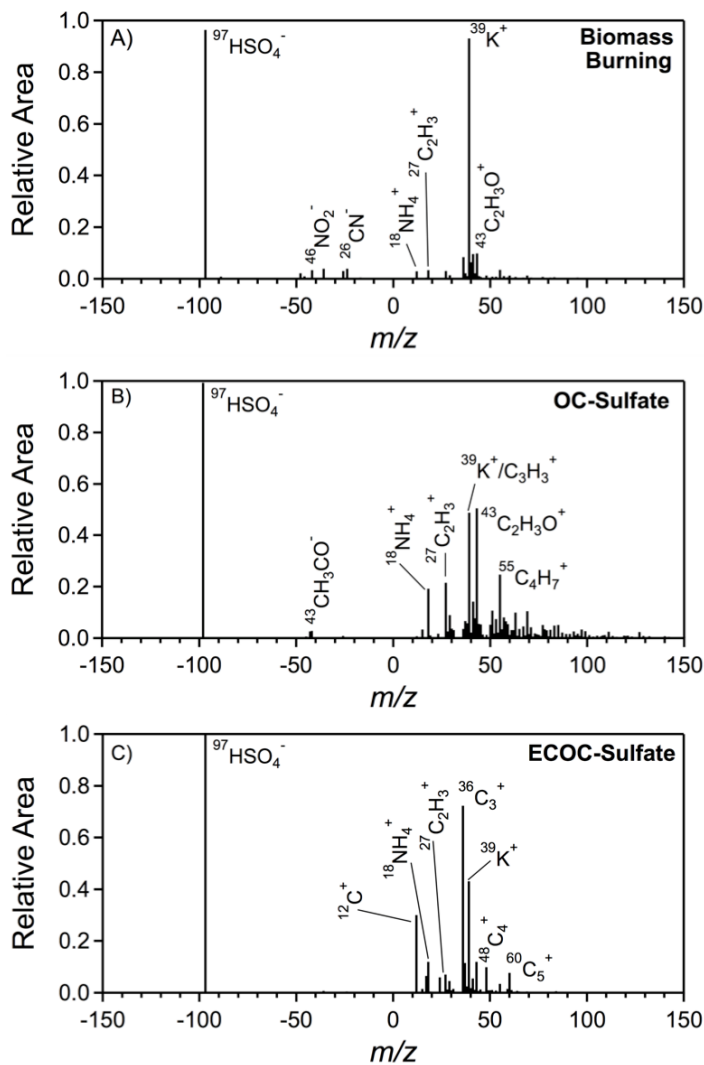 A)
Biomass
Burning
⁹⁷HSO₄⁻
³⁹K⁺
²⁷C₂H₃⁺
¹⁸NH₄⁺
⁴³C₂H₃O⁺
⁴⁶NO₂⁻
²⁶CN⁻
Relative Area
1.0
0.8
0.6
0.4
0.2
0.0
-150 -100 -50 0 50 100 150
m/z
B)
OC-Sulfate
⁹⁷HSO₄⁻
³⁹K⁺/C₃H₃⁺
⁴³C₂H₃O⁺
⁵⁵C₄H₇⁺
¹⁸NH₄⁺
²⁷C₂H₃⁺
⁴³CH₃CO⁻
Relative Area
1.0
0.8
0.6
0.4
0.2
0.0
-150 -100 -50 0 50 100 150
m/z
C)
ECOC-Sulfate
⁹⁷HSO₄⁻
³⁶C₃⁺
³⁹K⁺
²⁷C₂H₃⁺
¹⁸NH₄⁺
¹²C⁺
⁴⁸C₄⁺
⁶⁰C₅⁺
Relative Area
1.0
0.8
0.6
0.4
0.2
0.0
-150 -100 -50 0 50 100 150
m/z